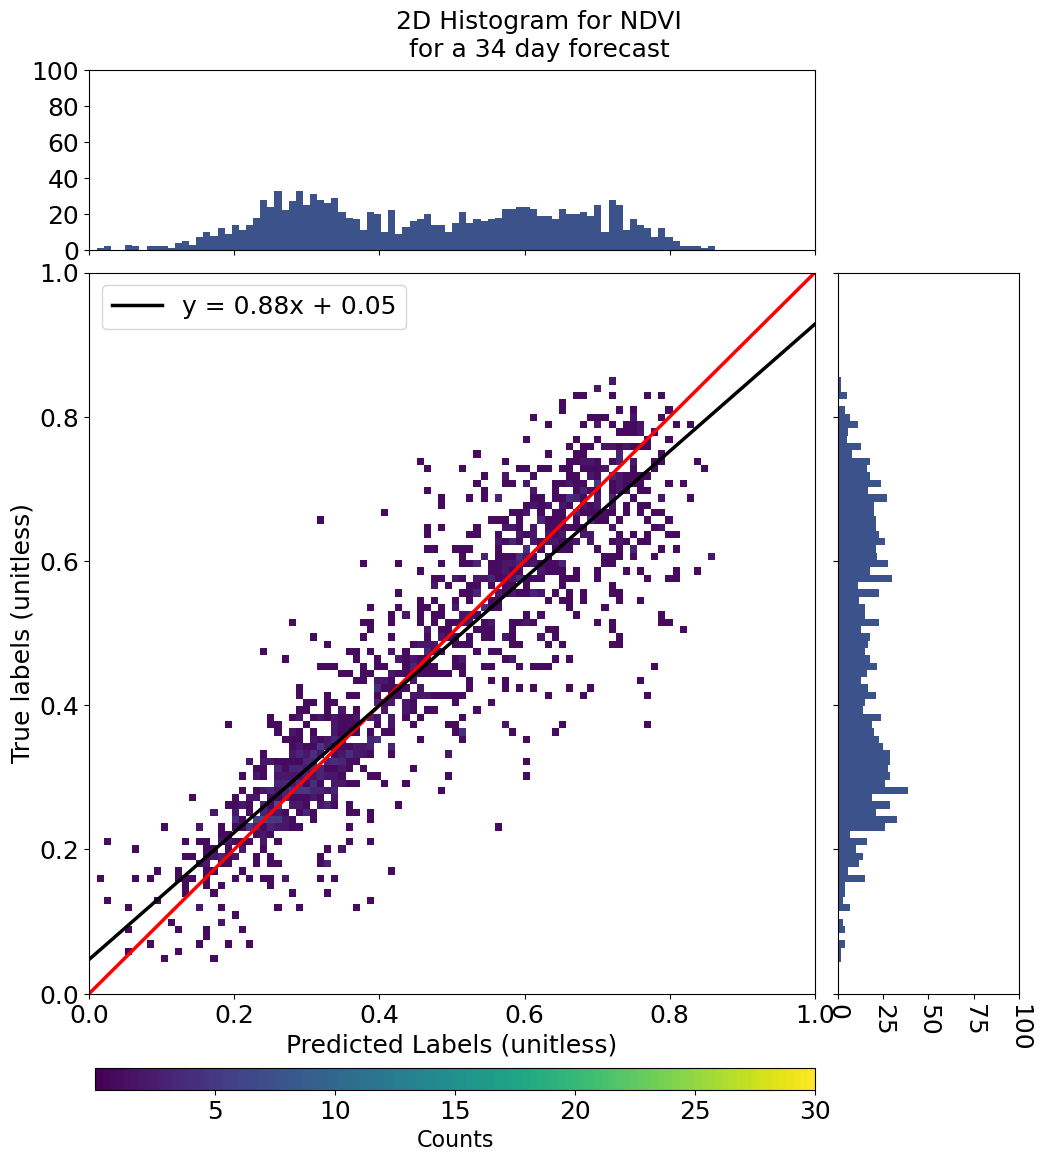 2D Histogram for NDVI
for a 34 day forecast
100
80
60
40
20
0
1.0
0.8
0.6
0.4
0.2
0.0
y = 0.88x + 0.05
True labels (unitless)
0.0 0.2 0.4 0.6 0.8 1.0
Predicted Labels (unitless)
0 25 50 75 100
5 10 15 20 25 30
Counts